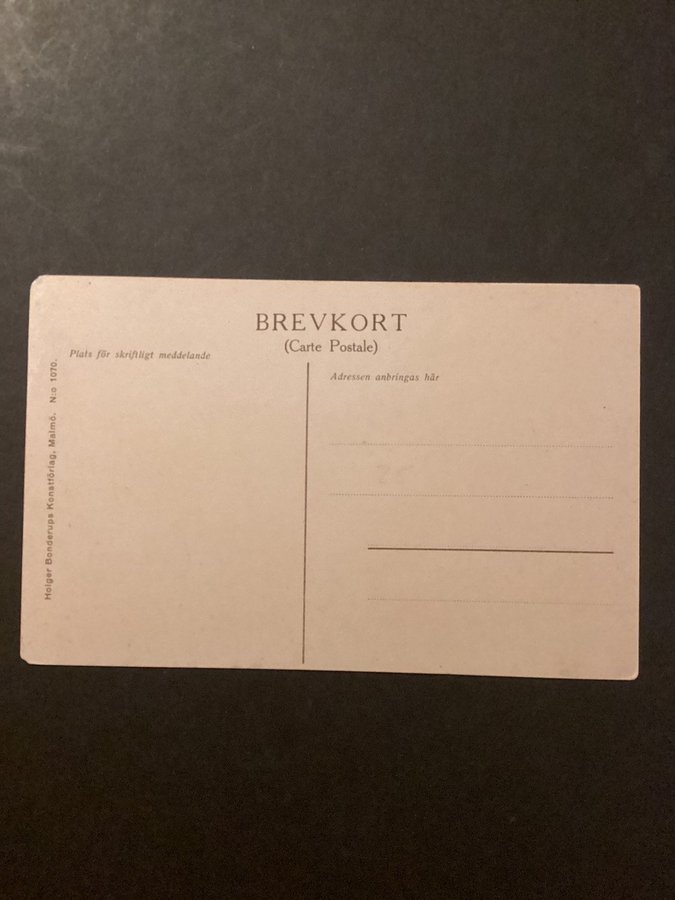 BREVKORT
(Carte Postale)
Plats för skriftligt meddelande
Adressen anbringas här
Holger Bonderups Konstförlag, Malmö. N:o 1070.